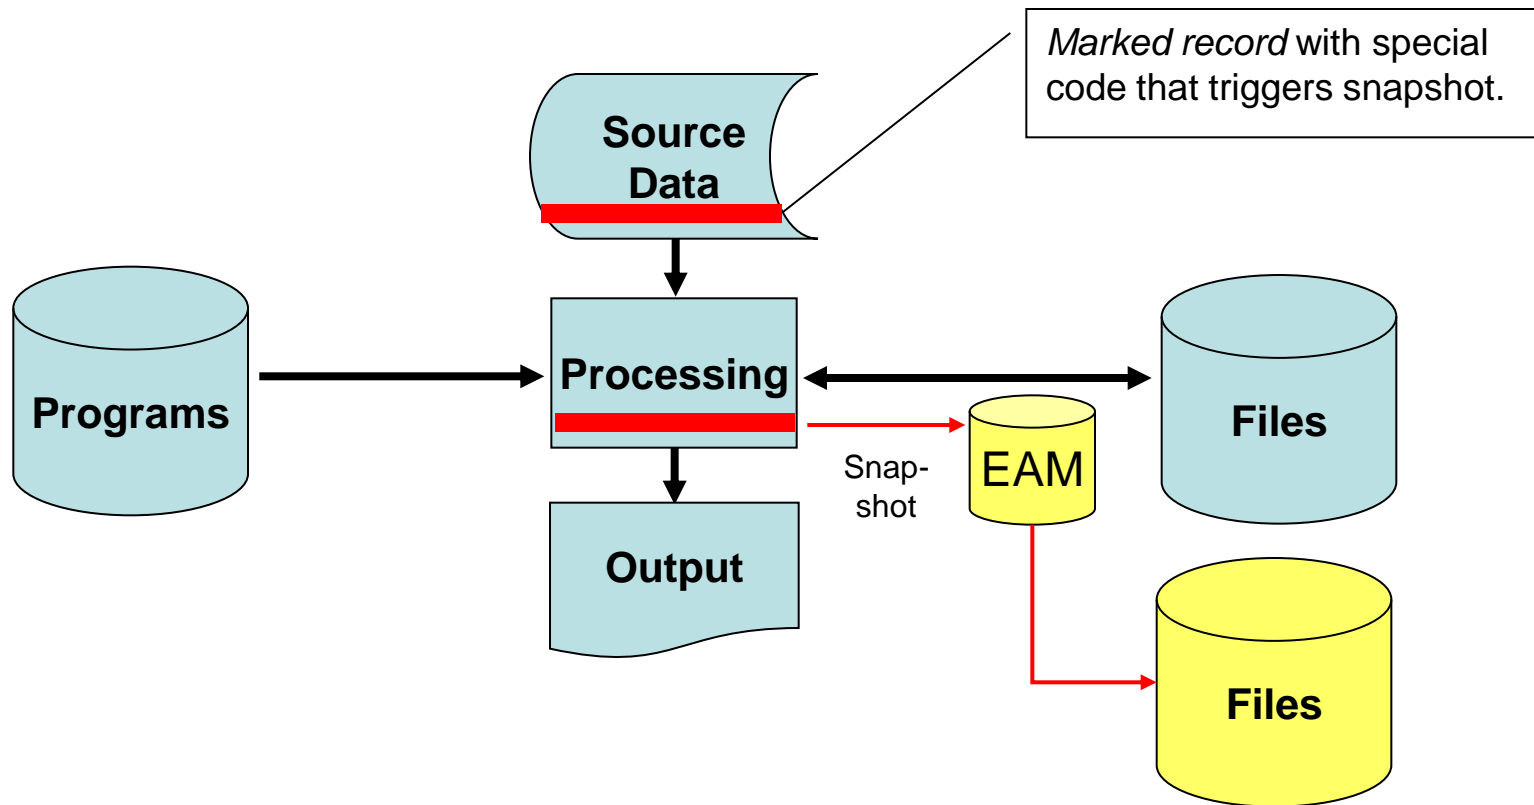 Marked record with special
code that triggers snapshot.
Source
Data
Processing
Programs
Files
Snap-
shot
EAM
Output
Files